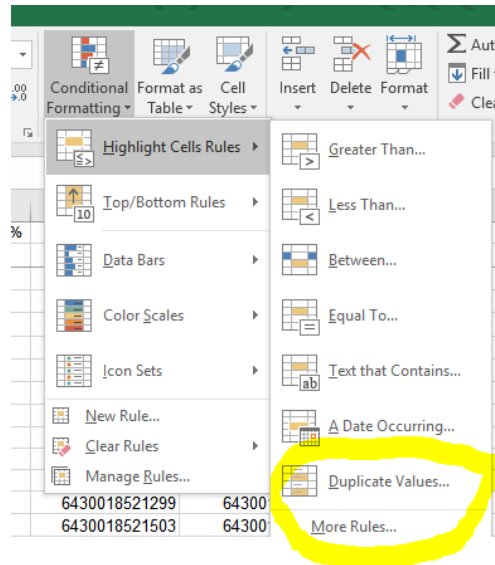 Aut
.00
.0
Fill
Clea
Conditional Format as Cell Insert Delete Format
Formatting Table Styles
Highlight Cells Rules
Top/Bottom Rules
10
Data Bars
Color Scales
Icon Sets
New Rule...
Clear Rules
Manage Rules...
Greater Than...
Less Than...
Between...
Equal To...
Text that Contains...
ab
A Date Occurring...
Duplicate Values...
More Rules...
%
6430018521299 64300
6430018521503 64300